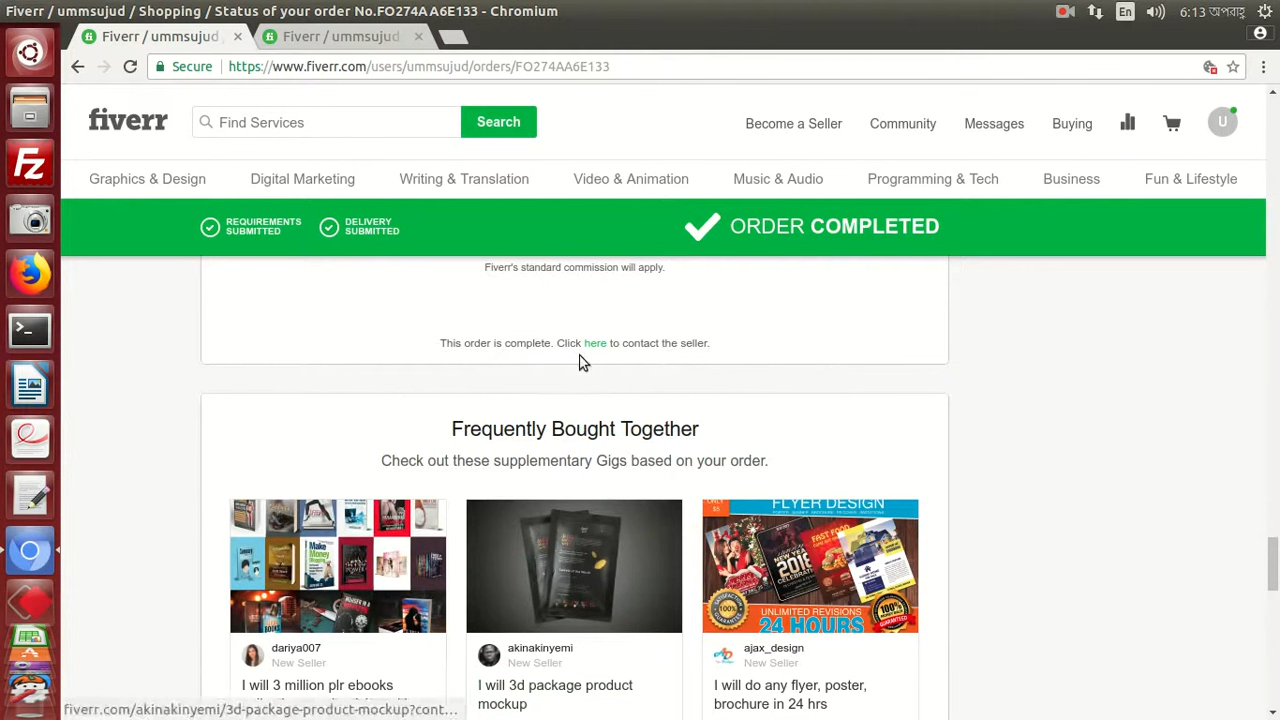 Fiverr / ummsujud / Shopping / Status of your order No.FO274AA6E133 - Chromium
En
6:13 অপরাহ্ণ
Fiverr / ummsujud
Fiverr / ummsujud
Secure
https://www.fiverr.com/users/ummsujud/orders/FO274AA6E133
fiverr
Find Services
Search
Become a Seller
Community
Messages
Buying
U
Graphics & Design
Digital Marketing
Writing & Translation
Video & Animation
Music & Audio
Programming & Tech
Business
Fun & Lifestyle
REQUIREMENTS
SUBMITTED
DELIVERY
SUBMITTED
ORDER COMPLETED
Fiverr's standard commission will apply.
This order is complete. Click here to contact the seller.
Frequently Bought Together
Check out these supplementary Gigs based on your order.
FLYER DESIGN
UNLIMITED REVISIONS
24 HOURS
dariya007
New Seller
I will 3 million plr ebooks
akinakinyemi
New Seller
I will 3d package product
mockup
ajax_design
New Seller
I will do any flyer, poster,
brochure in 24 hrs
fiverr.com/akinakinyemi/3d-package-product-mockup?cont...